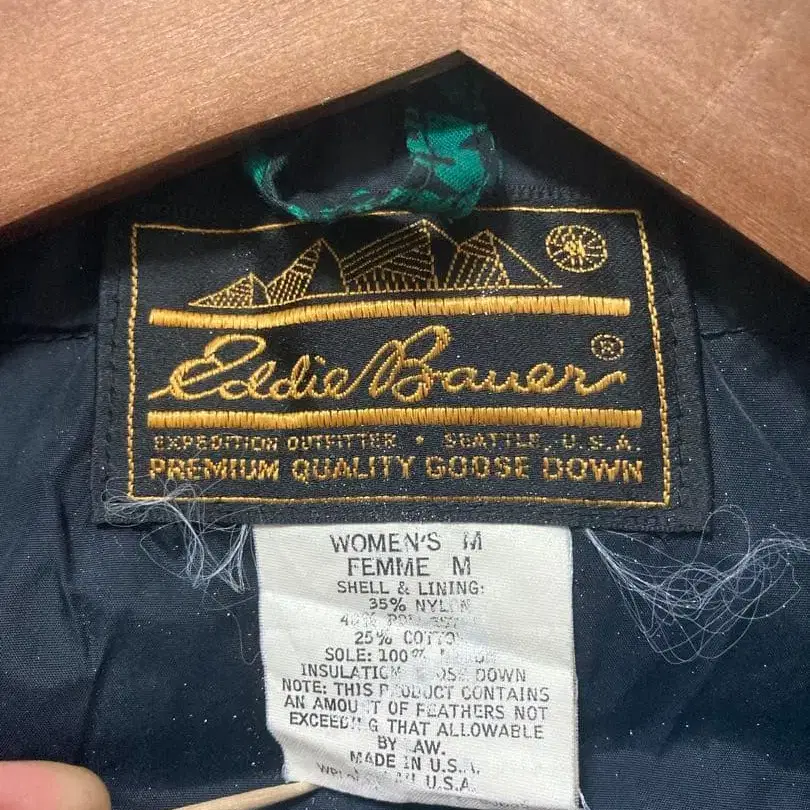 Eddie Bauer ®
EXPEDITION OUTFITTER • SEATTLE, U.S.A.
PREMIUM QUALITY GOOSE DOWN
WOMEN'S M
FEMME M
SHELL & LINING:
35% NYLON
25% COTTON
SOLE: 100%
INSULATION GOOSE DOWN
NOTE: THIS PRODUCT CONTAINS
AN AMOUNT OF FEATHERS NOT
EXCEEDING THAT ALLOWABLE
BY LAW.
MADE IN U.S.A.
U.S.A.